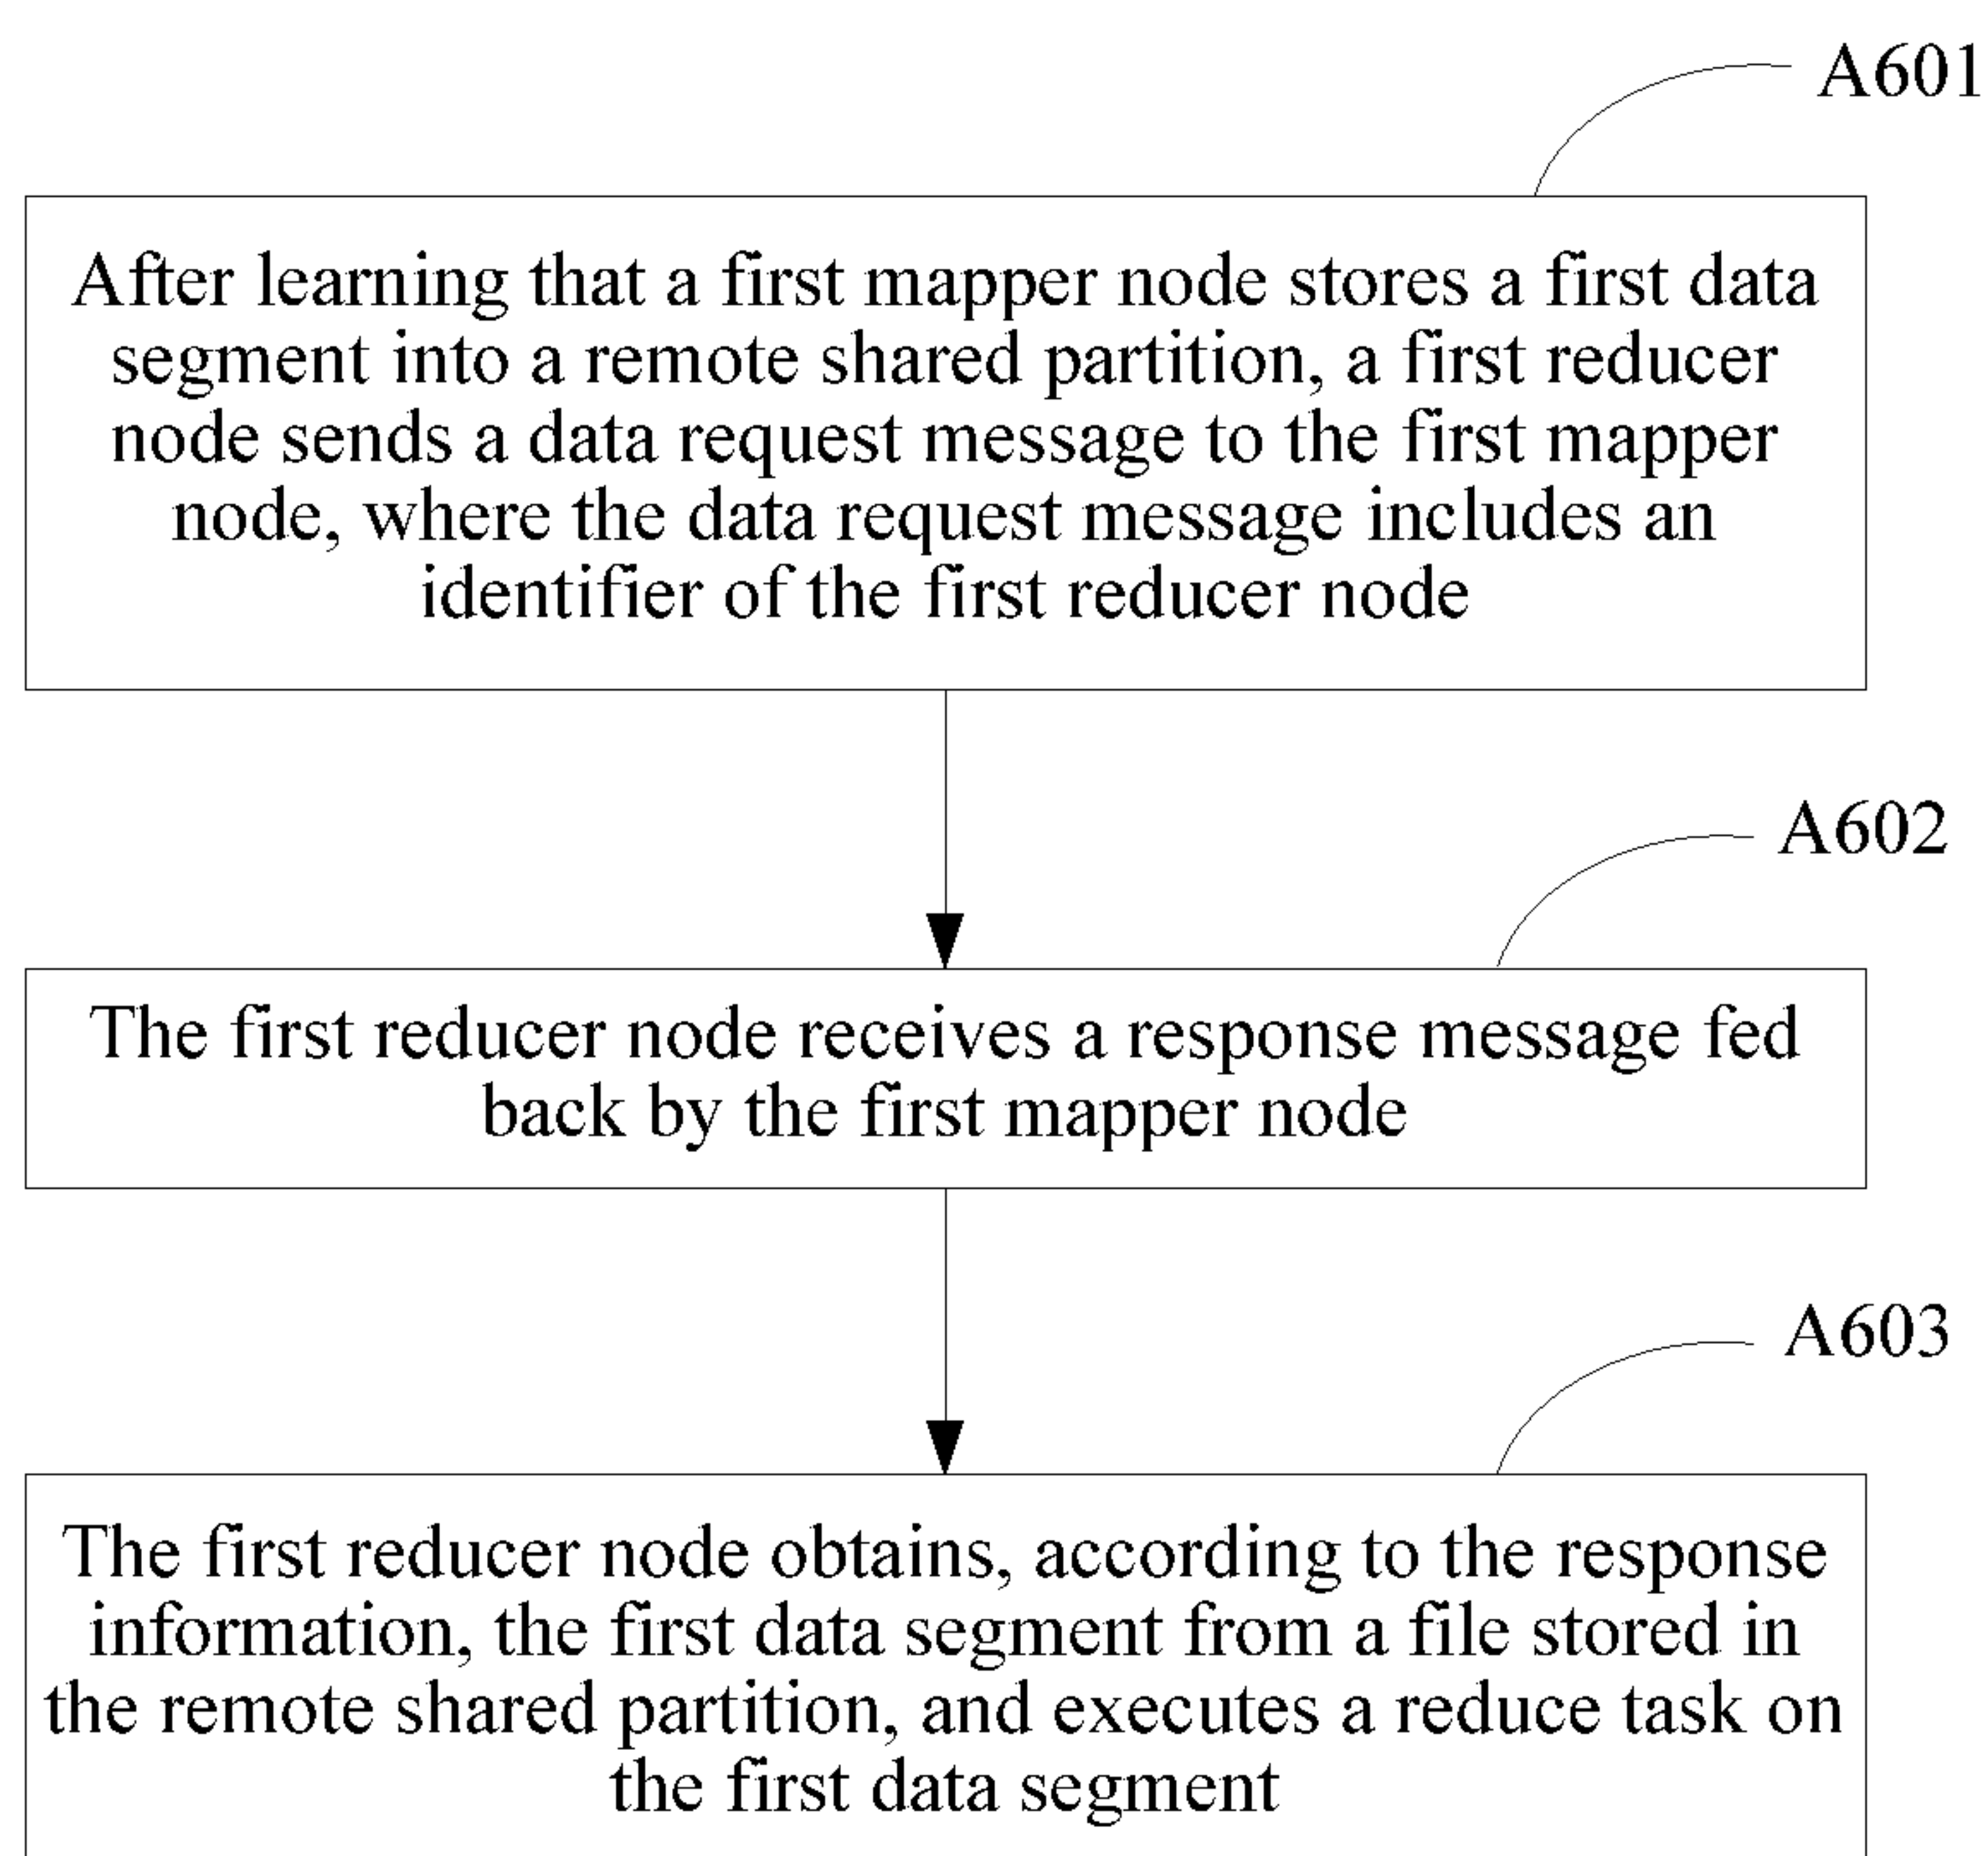 A601
After learning that a first mapper node stores a first data
segment into a remote shared partition, a first reducer
node sends a data request message to the first mapper
node, where the data request message includes an
identifier of the first reducer node
A602
The first reducer node receives a response message fed
back by the first mapper node
A603
The first reducer node obtains, according to the response
information, the first data segment from a file stored in
the remote shared partition, and executes a reduce task on
the first data segment